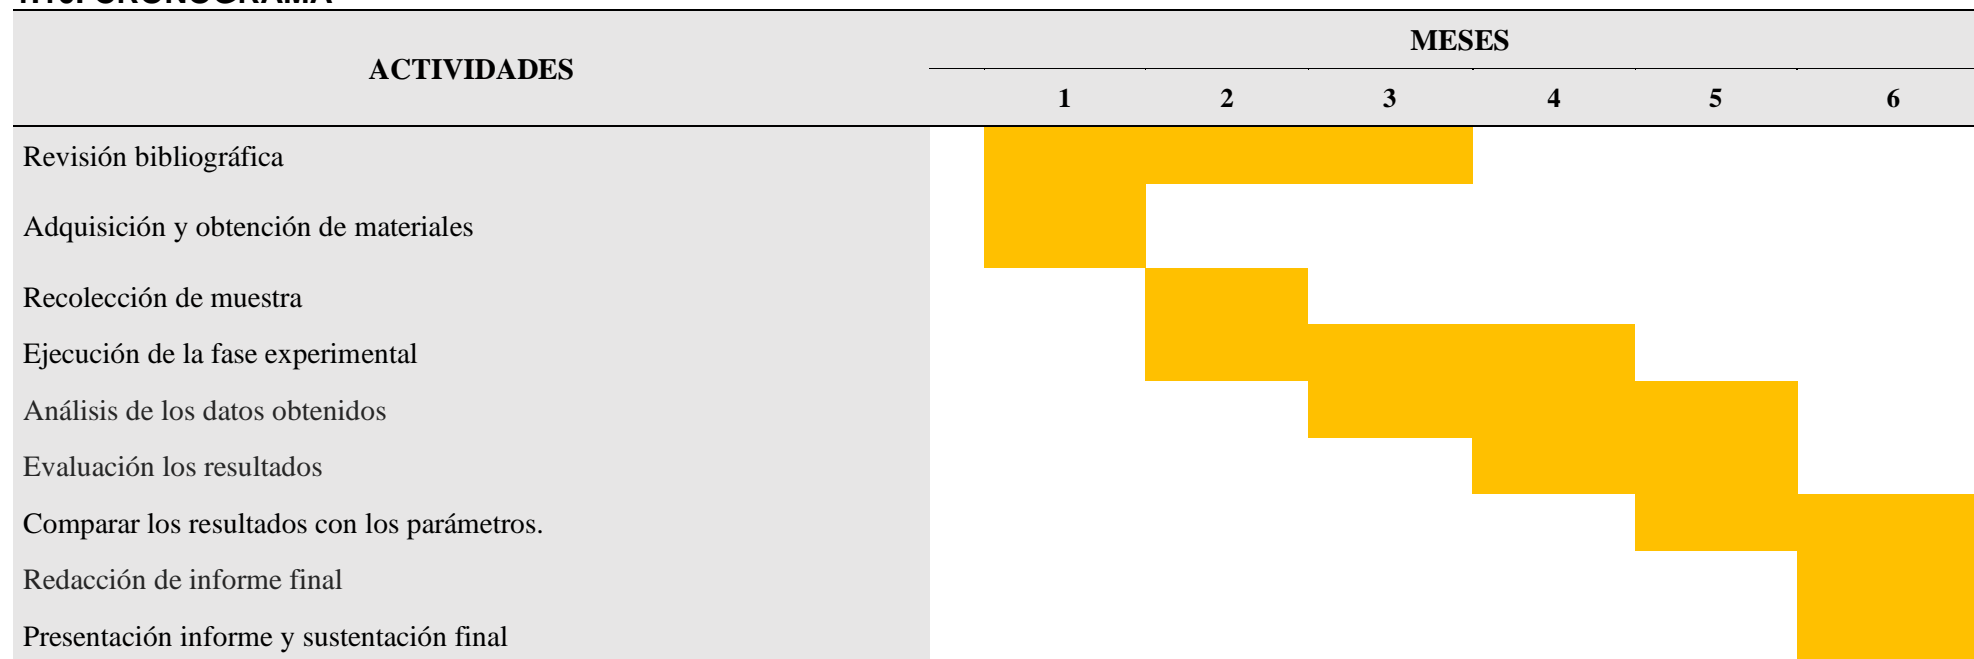 CRONOGRAMA
ACTIVIDADES
MESES
1 2 3 4 5 6
Revisión bibliográfica
Adquisición y obtención de materiales
Recolección de muestra
Ejecución de la fase experimental
Análisis de los datos obtenidos
Evaluación los resultados
Comparar los resultados con los parámetros.
Redacción de informe final
Presentación informe y sustentación final